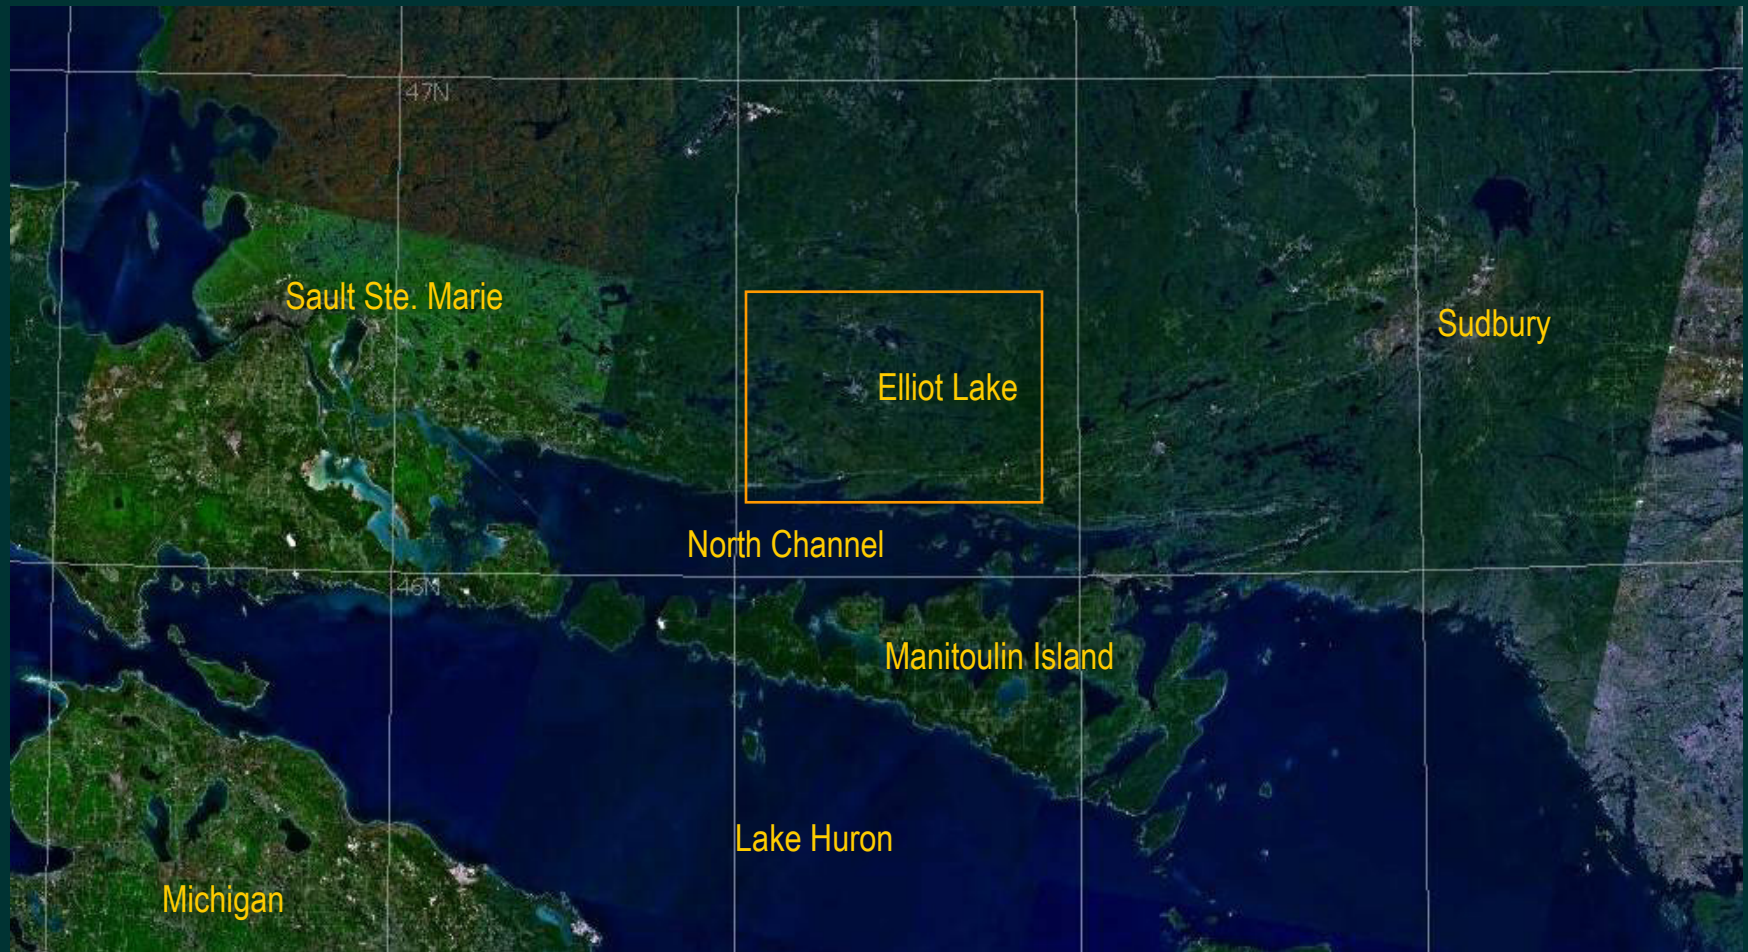 47N
Sault Ste. Marie
Sudbury
Elliot Lake
North Channel
46N
Manitoulin Island
Lake Huron
Michigan